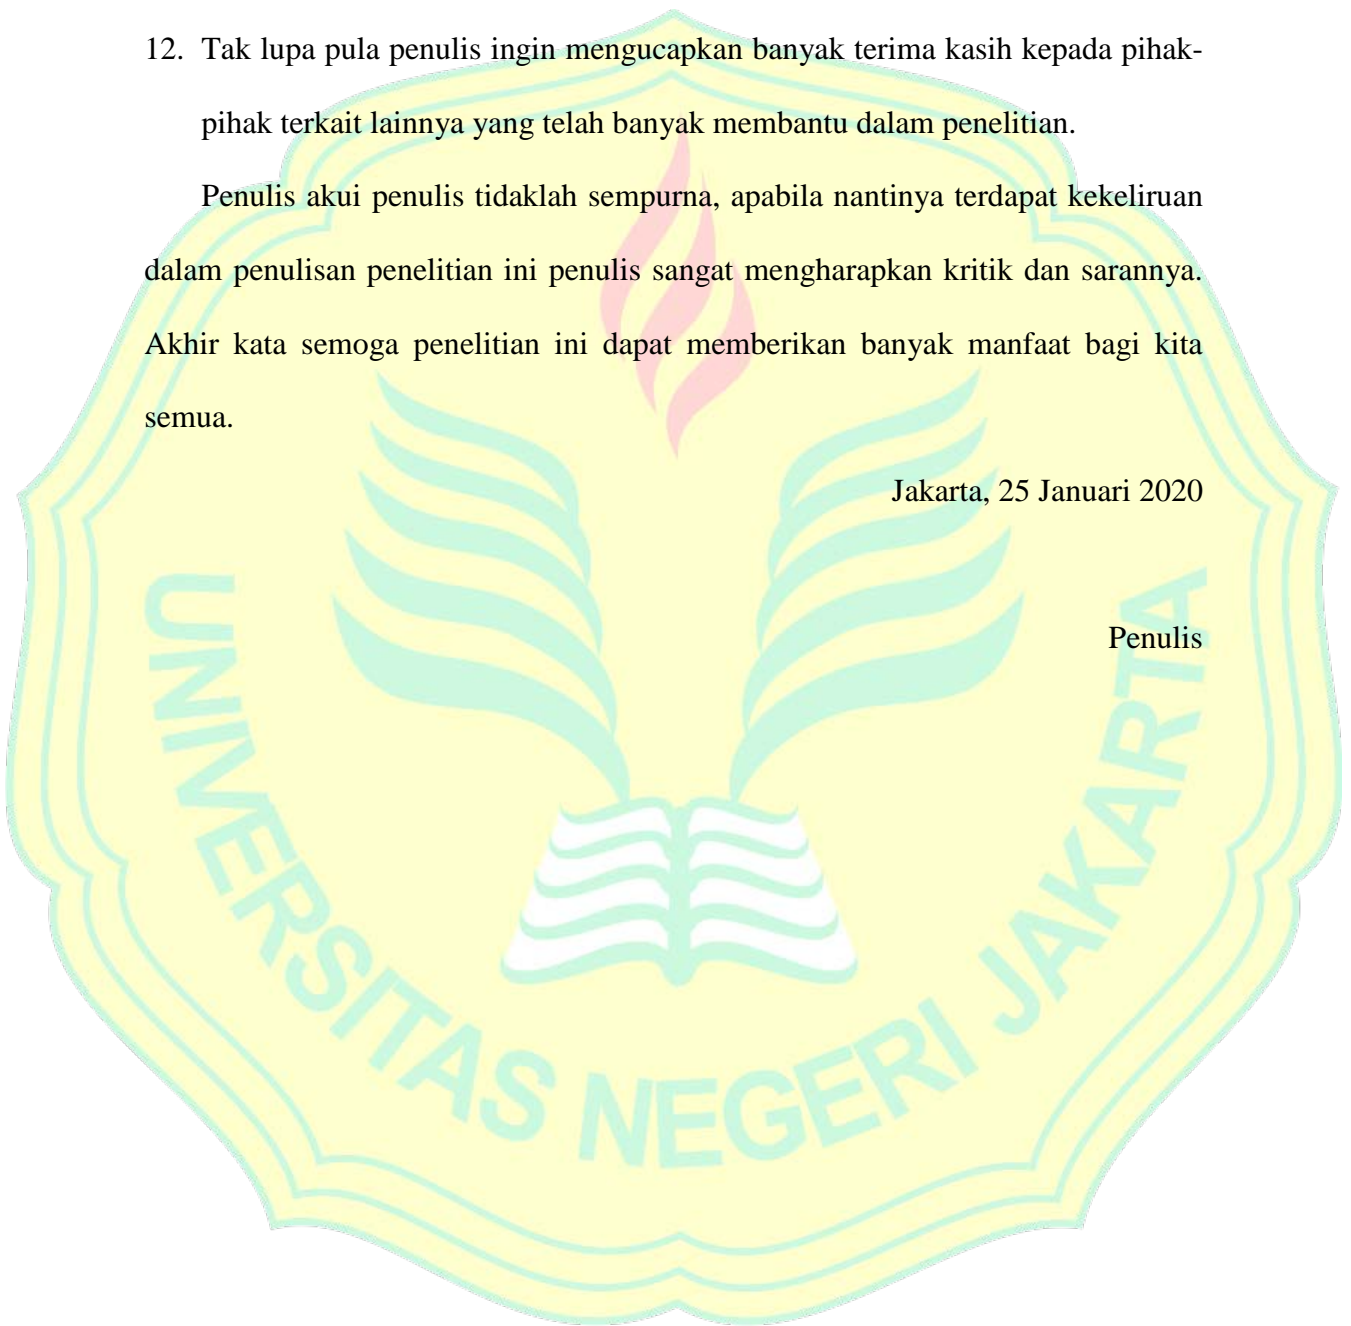 12. Tak lupa pula penulis ingin mengucapkan banyak terima kasih kepada pihak-
pihak terkait lainnya yang telah banyak membantu dalam penelitian.
Penulis akui penulis tidaklah sempurna, apabila nantinya terdapat kekeliruan
dalam penulisan penelitian ini penulis sangat mengharapkan kritik dan sarannya.
Akhir kata semoga penelitian ini dapat memberikan banyak manfaat bagi kita
semua.
Jakarta, 25 Januari 2020
Penulis
UNIVERSITAS NEGERI JAKARTA